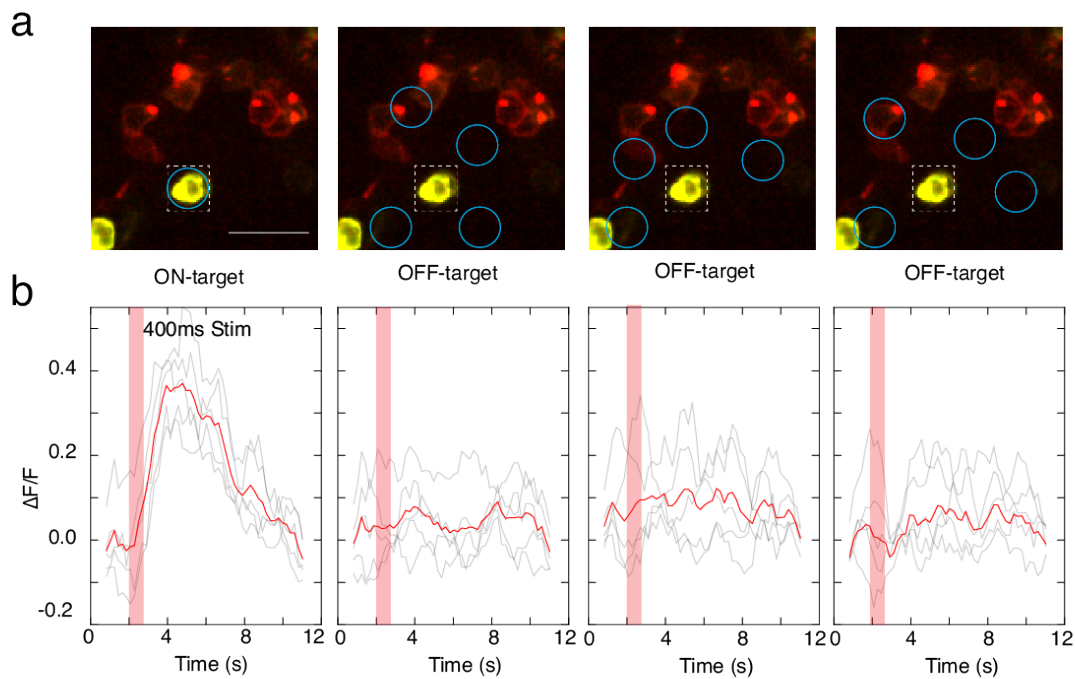 a
ON-target
OFF-target
OFF-target
OFF-target
b
400ms Stim
ΔF/F
0.4
0.2
0.0
-0.2
0 4 8 12
0 4 8 12
0 4 8 12
0 4 8 12
Time (s)
Time (s)
Time (s)
Time (s)